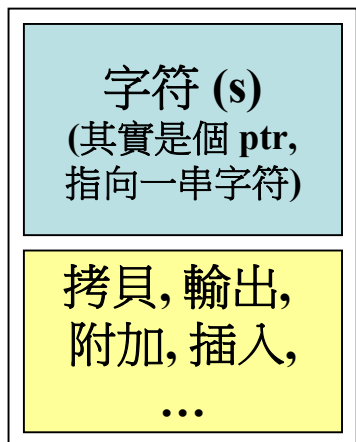 字符 (s)
(其實是個 ptr,
指向一串字符)
拷貝, 輸出,
附加, 插入,
…